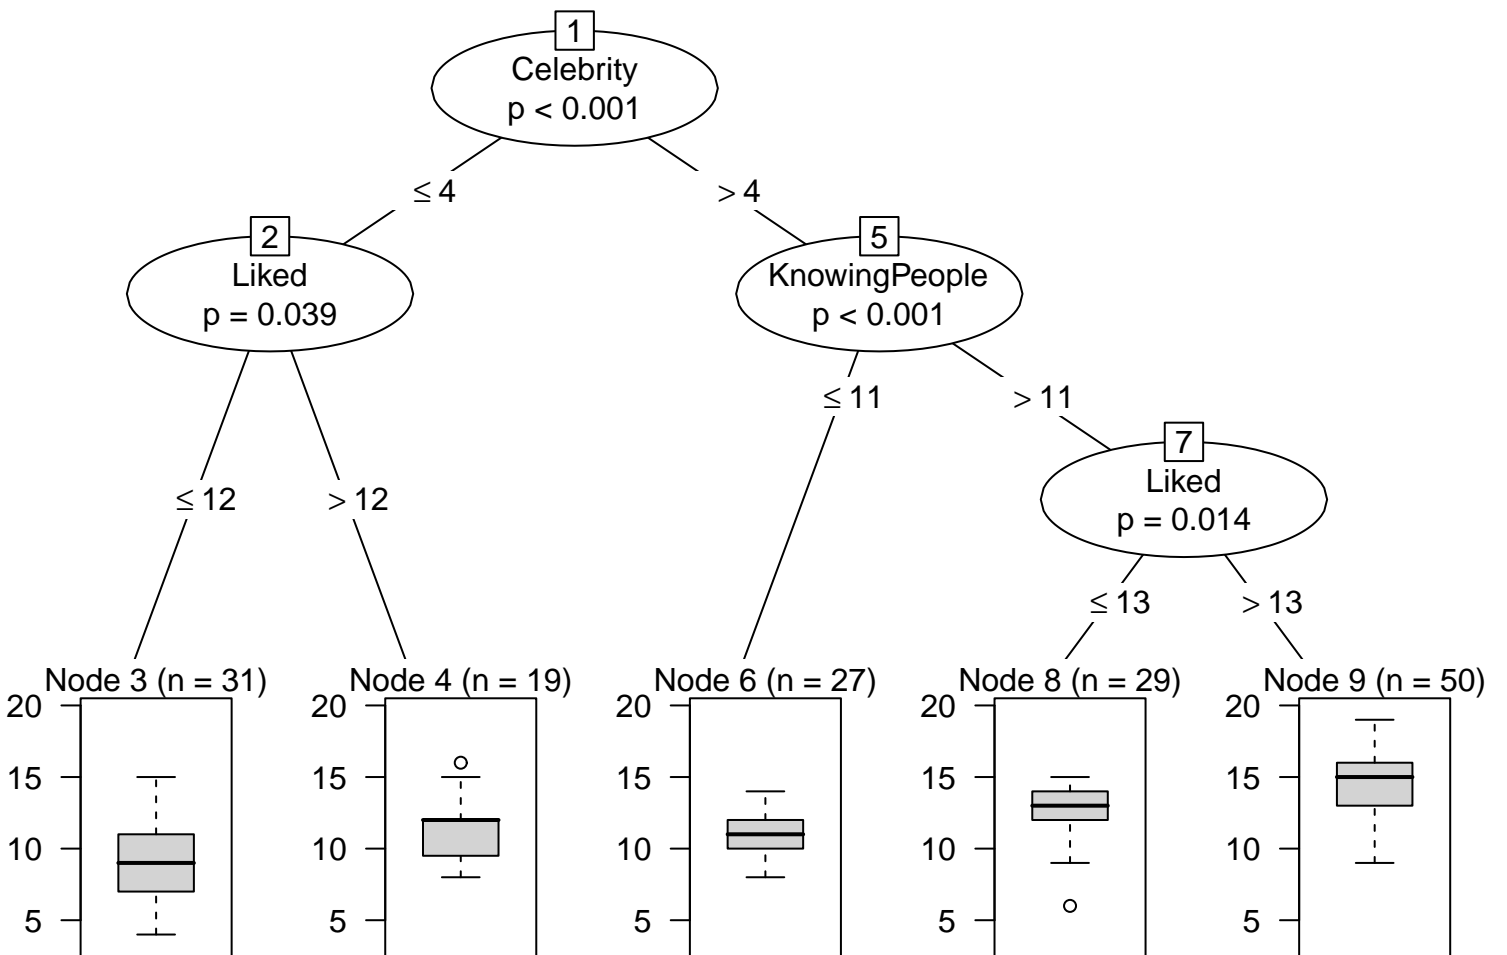 1
Celebrity
p < 0.001
≤ 4
> 4
2
Liked
p = 0.039
5
KnowingPeople
p < 0.001
≤ 11
> 11
7
Liked
p = 0.014
≤ 12
> 12
≤ 13
> 13
Node 3 (n = 31)
20
15
10
5
Node 4 (n = 19)
20
15
10
5
Node 6 (n = 27)
20
15
10
5
Node 8 (n = 29)
20
15
10
5
Node 9 (n = 50)
20
15
10
5